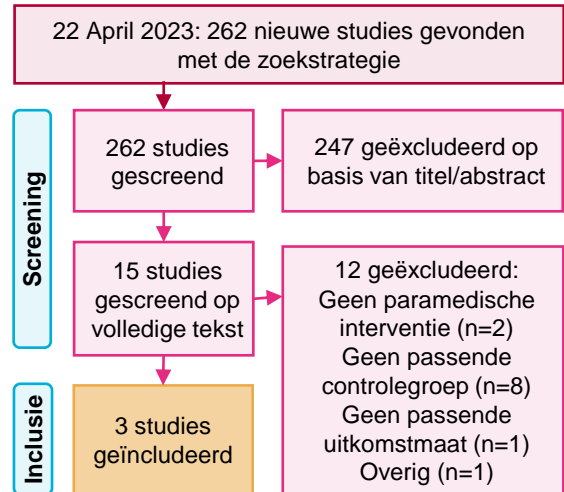 22 April 2023: 262 nieuwe studies gevonden
met de zoekstrategie
Screening
262 studies
gescreend
247 geëxcludeerd op
basis van titel/abstract
15 studies
gescreend op
volledige tekst
12 geëxcludeerd:
Geen paramedische
interventie (n=2)
Geen passende
controlegroep (n=8)
Geen passende
uitkomstmaat (n=1)
Overig (n=1)
Inclusie
3 studies
geïncludeerd